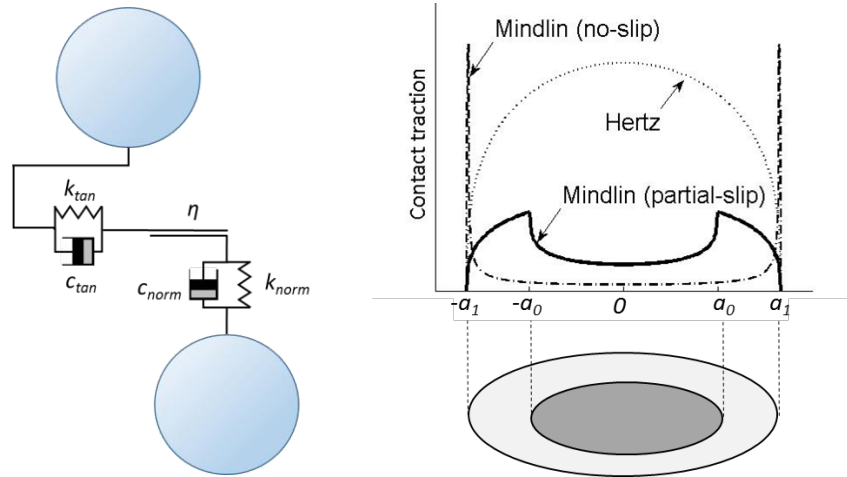 k_tan
η
c_tan
c_norm
k_norm
Mindlin (no-slip)
Hertz
Mindlin (partial-slip)
Contact traction
-a_1 -a_0 0 a_0 a_1